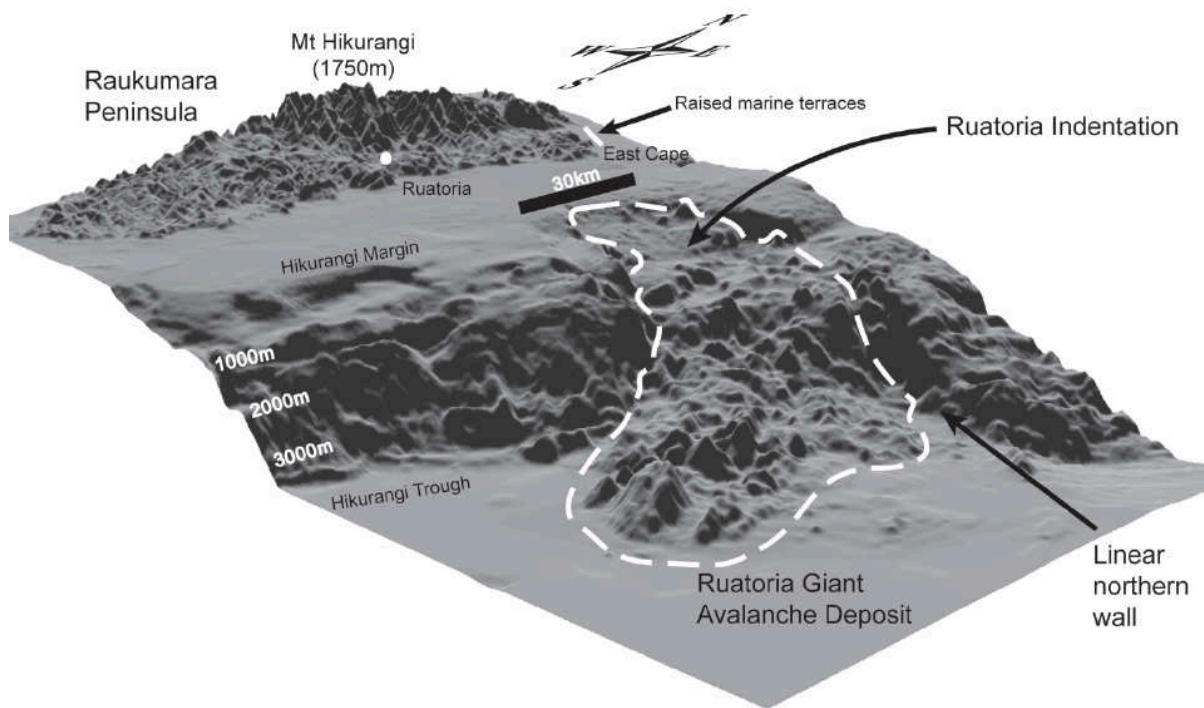 Mt Hikurangi
(1750m)
Raukumara
Peninsula
N
W
E
S
Raised marine terraces
Ruatoria Indentation
East Cape
Ruatoria
30km
Hikurangi Margin
1000m
2000m
3000m
Hikurangi Trough
Ruatoria Giant
Avalanche Deposit
Linear
northern
wall